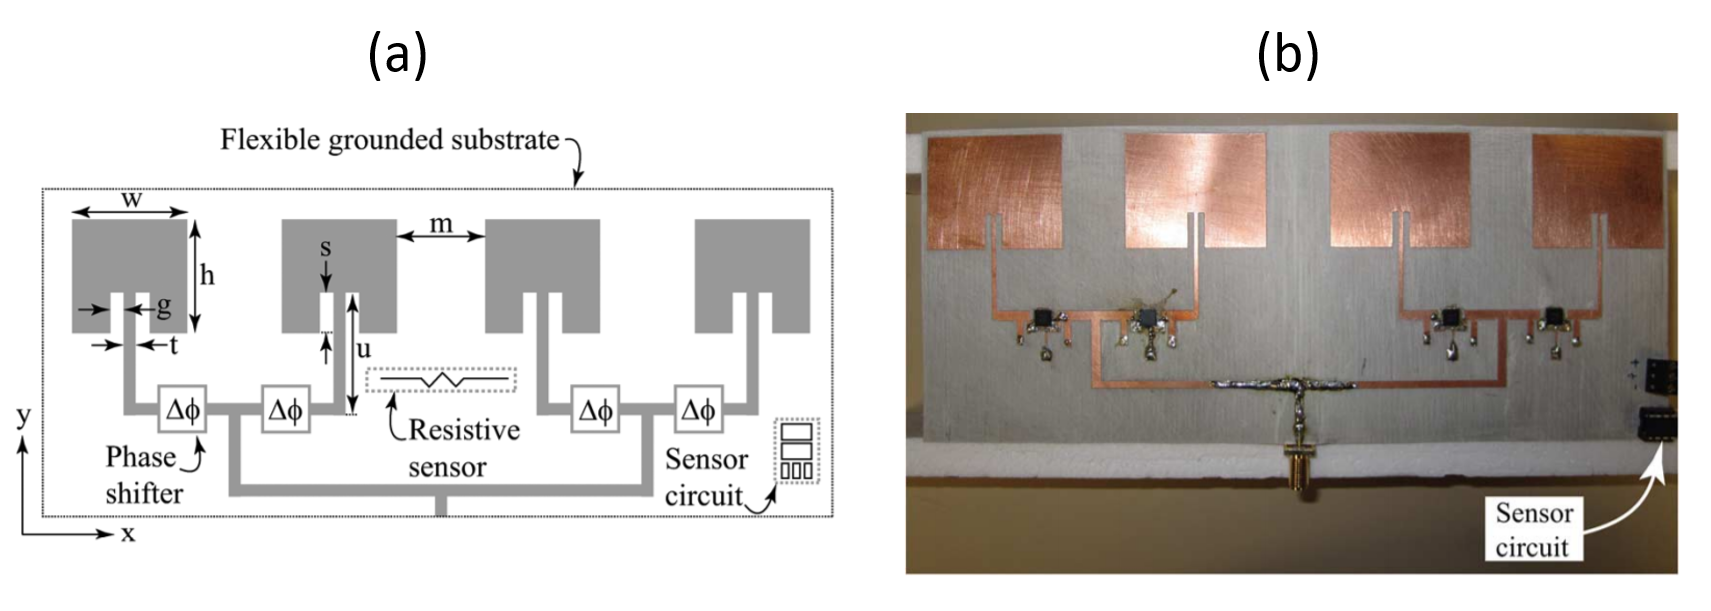 (a)
(b)
Flexible grounded substrate
w
m
s
h
g
t
u
Δϕ
Δϕ
Δϕ
Δϕ
Resistive
sensor
Phase
shifter
Sensor
circuit
y
x
Sensor
circuit